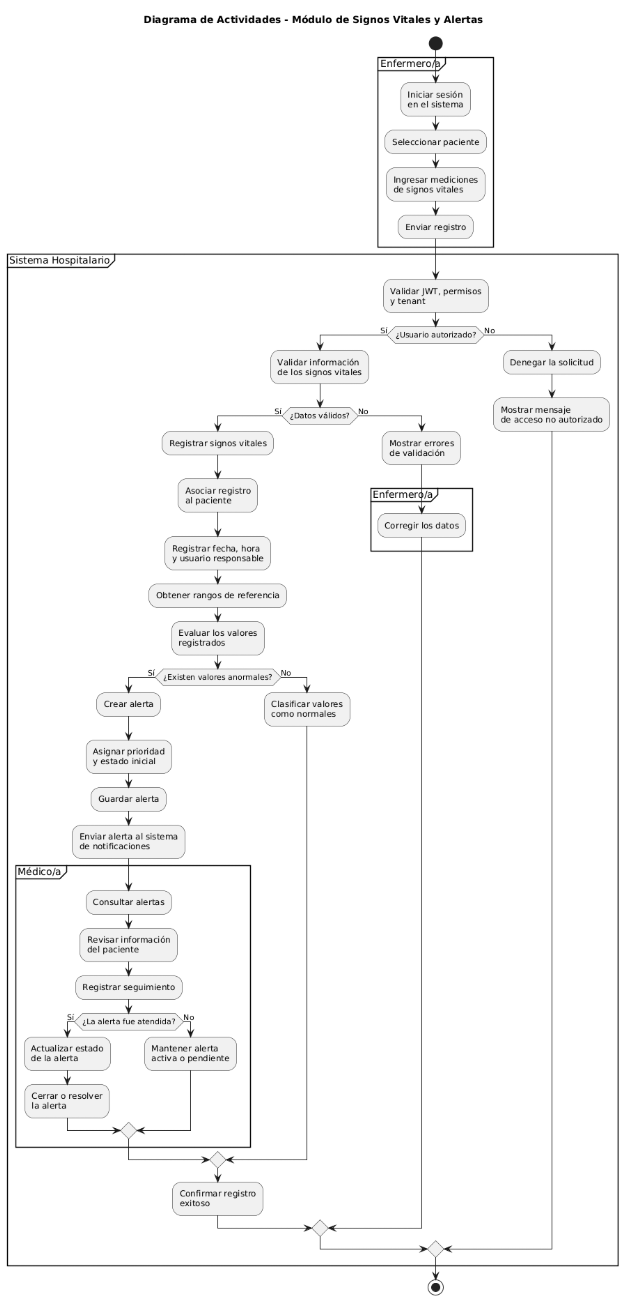 Diagrama de Actividades - Módulo de Signos Vitales y Alertas
Enfermero/a
Iniciar sesión
en el sistema
Seleccionar paciente
Ingresar mediciones
de signos vitales
Enviar registro
Sistema Hospitalario
Validar JWT, permisos
y tenant
Sí
¿Usuario autorizado?
No
Validar información
de los signos vitales
Denegar la solicitud
Mostrar mensaje
de acceso no autorizado
Sí
¿Datos válidos?
No
Registrar signos vitales
Mostrar errores
de validación
Asociar registro
al paciente
Enfermero/a
Corregir los datos
Registrar fecha, hora
y usuario responsable
Obtener rangos de referencia
Evaluar los valores
registrados
Sí
¿Existen valores anormales?
No
Crear alerta
Clasificar valores
como normales
Asignar prioridad
y estado inicial
Guardar alerta
Enviar alerta al sistema
de notificaciones
Médico/a
Consultar alertas
Revisar información
del paciente
Registrar seguimiento
Sí
¿La alerta fue atendida?
No
Actualizar estado
de la alerta
Mantener alerta
activa o pendiente
Cerrar o resolver
la alerta
Confirmar registro
exitoso